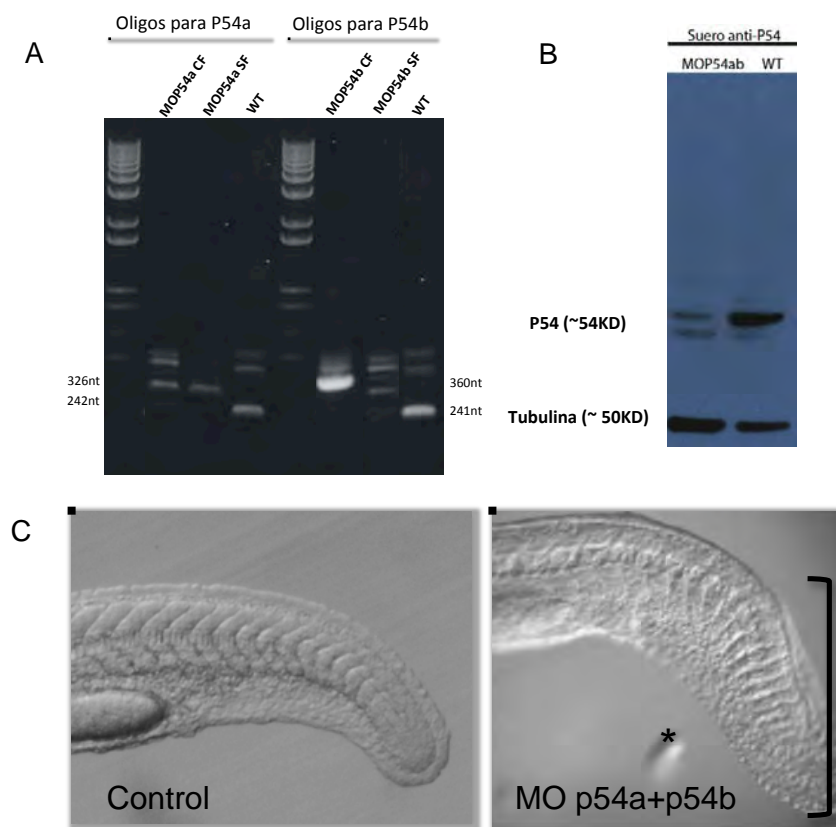 A
Oligos para P54a
Oligos para P54b
MOP54a CF
MOP54a SF
WT
MOP54b CF
MOP54b SF
WT
326nt
242nt
360nt
241nt
B
Suero anti-P54
MOP54ab WT
P54 (~54KD)
Tubulina (~ 50KD)
C
Control
*
MO p54a+p54b